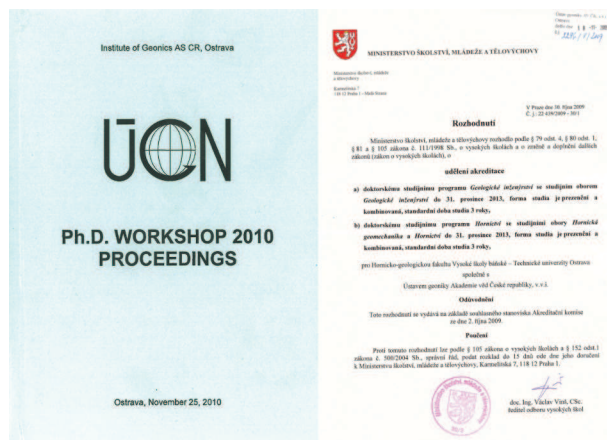 Institute of Geonics AS CR, Ostrava
ÚGN
Ph.D. WORKSHOP 2010
PROCEEDINGS
Ostrava, November 25, 2010
MINISTERSTVO ŠKOLSTVÍ, MLÁDEŽE A TĚLOVÝCHOVY
Ministerstvo školství, mládeže
a tělovýchovy
Karmelitská 7
118 12 Praha 1 - Malá Strana
V Praze dne 30. října 2009
Č. j.: 23 639/2009 - 30/1
Rozhodnutí
Ministerstvo školství, mládeže a tělovýchovy rozhodlo podle § 79 odst. 4, § 80 odst. 1,
§ 81 a § 105 zákona č. 111/1998 Sb., o vysokých školách a o změně a doplnění dalších
zákonů (zákon o vysokých školách), o
udělení akreditace
a) doktorskému studijnímu programu Geologické inženýrství se studijním oborem
Geologické inženýrství do 31. prosince 2013, forma studia je prezenční a
kombinovaná, standardní doba studia 3 roky,
b) doktorskému studijnímu programu Hornictví se studijními obory Hornická
geomechanika a Hornictví do 31. prosince 2013, forma studia je prezenční a
kombinovaná, standardní doba studia 3 roky,
pro Hornicko-geologickou fakultu Vysoké školy báňské – Technické univerzity Ostrava
společně s
Ústavem geoniky Akademie věd České republiky, v.v.i.
Odůvodnění
Toto rozhodnutí se vydává na základě souhlasného stanoviska Akreditační komise
ze dne 2. října 2009.
Poučení
Proti tomuto rozhodnutí lze podle § 105 zákona o vysokých školách a § 152 odst.1
zákona č. 500/2004 Sb., správní řád, podat rozklad do 15 dnů ode dne jeho doručení
k Ministerstvu školství, mládeže a tělovýchovy, Karmelitská 7, 118 12 Praha 1.
doc. Ing. Václav Vinš, CSc.
ředitel odboru vysokých škol